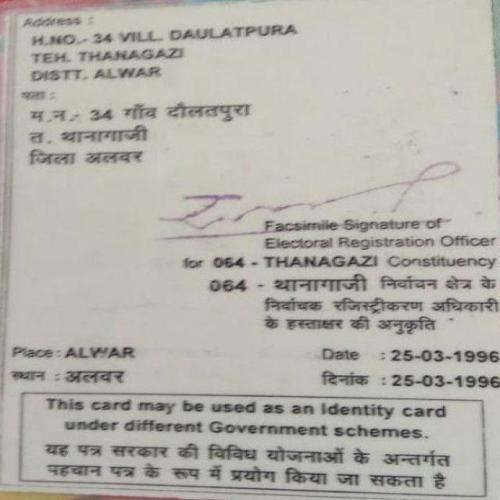 Address :
H.NO.- 34 VILL. DAULATPURA
TEH. THANAGAZI
DISTT. ALWAR
पता :
म.न.- 34 गाँव दौलतपुरा
त. थानागाजी
जिला अलवर
Facsimile Signature of
Electoral Registration Officer
for 064 - THANAGAZI Constituency
064 - थानागाजी निर्वाचन क्षेत्र के
निर्वाचक रजिस्ट्रीकरण अधिकारी
के हस्ताक्षर की अनुकृति
Place : ALWAR Date : 25-03-1996
स्थान : अलवर दिनांक : 25-03-1996
This card may be used as an Identity card
under different Government schemes.
यह पत्र सरकार की विविध योजनाओं के अन्तर्गत
पहचान पत्र के रूप में प्रयोग किया जा सकता है